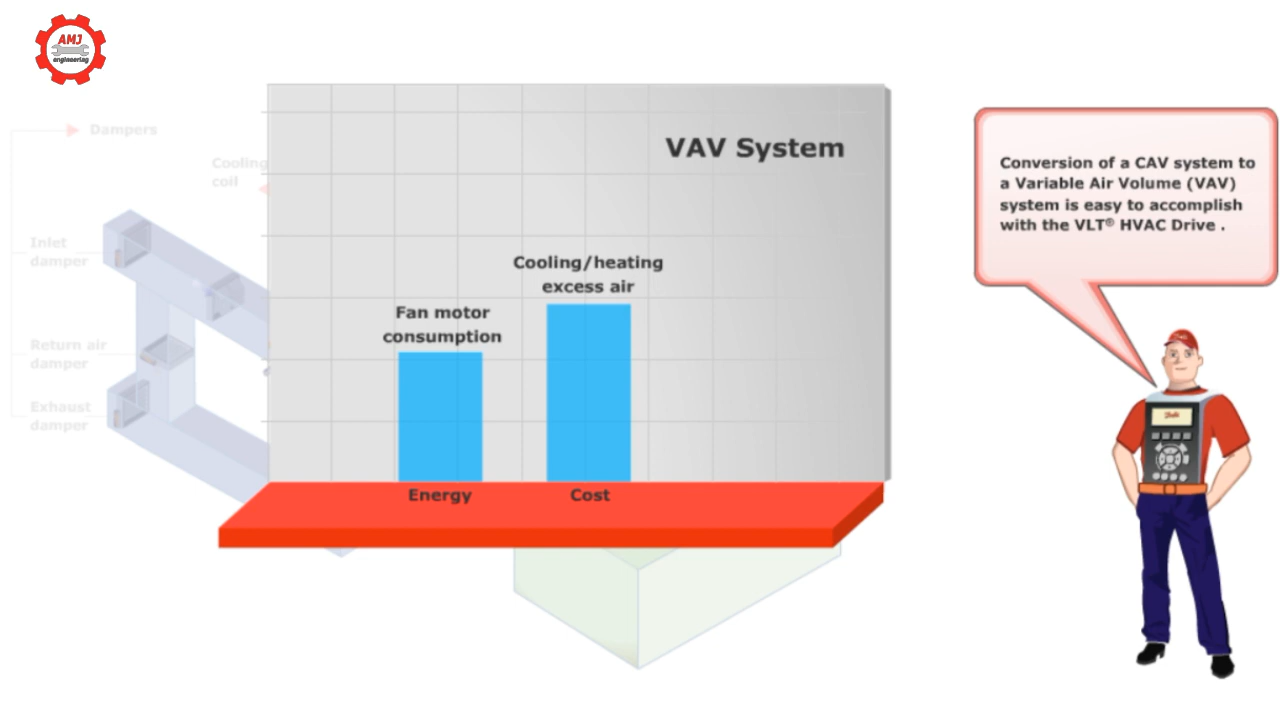 AMJ
engineering
Dampers
Cooling
coil
Inlet
damper
Return air
damper
Exhaust
damper
VAV System
Cooling/heating
excess air
Fan motor
consumption
Energy
Cost
Conversion of a CAV system to
a Variable Air Volume (VAV)
system is easy to accomplish
with the VLT® HVAC Drive .
Danfoss